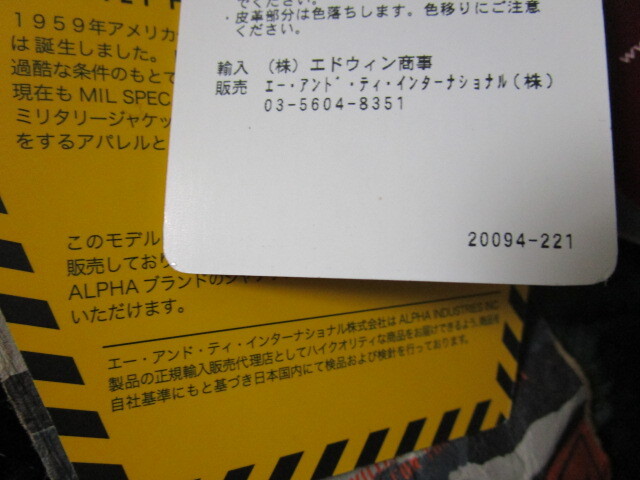 でください。
・皮革部分は色落ちします。色移りにご注意
ください。
輸入 (株)エドウィン商事
販売 エー・アンド・ティ・インターナショナル(株)
03-5604-8351
20094-221
1959年アメリカ
は誕生しました。
過酷な条件のもとて
現在も MIL SPEC
ミリタリージャケッ
をするアパレルと
このモデル
販売しており
ALPHAブランドのジャケ
いただけます。
エー・アンド・ティ・インターナショナル株式会社は ALPHA INDUSTRIES INC
製品の正規輸入販売代理店としてハイクオリティな商品をお届けできるよう、商品を
自社基準にもと基づき日本国内にて検品および検針を行っております。